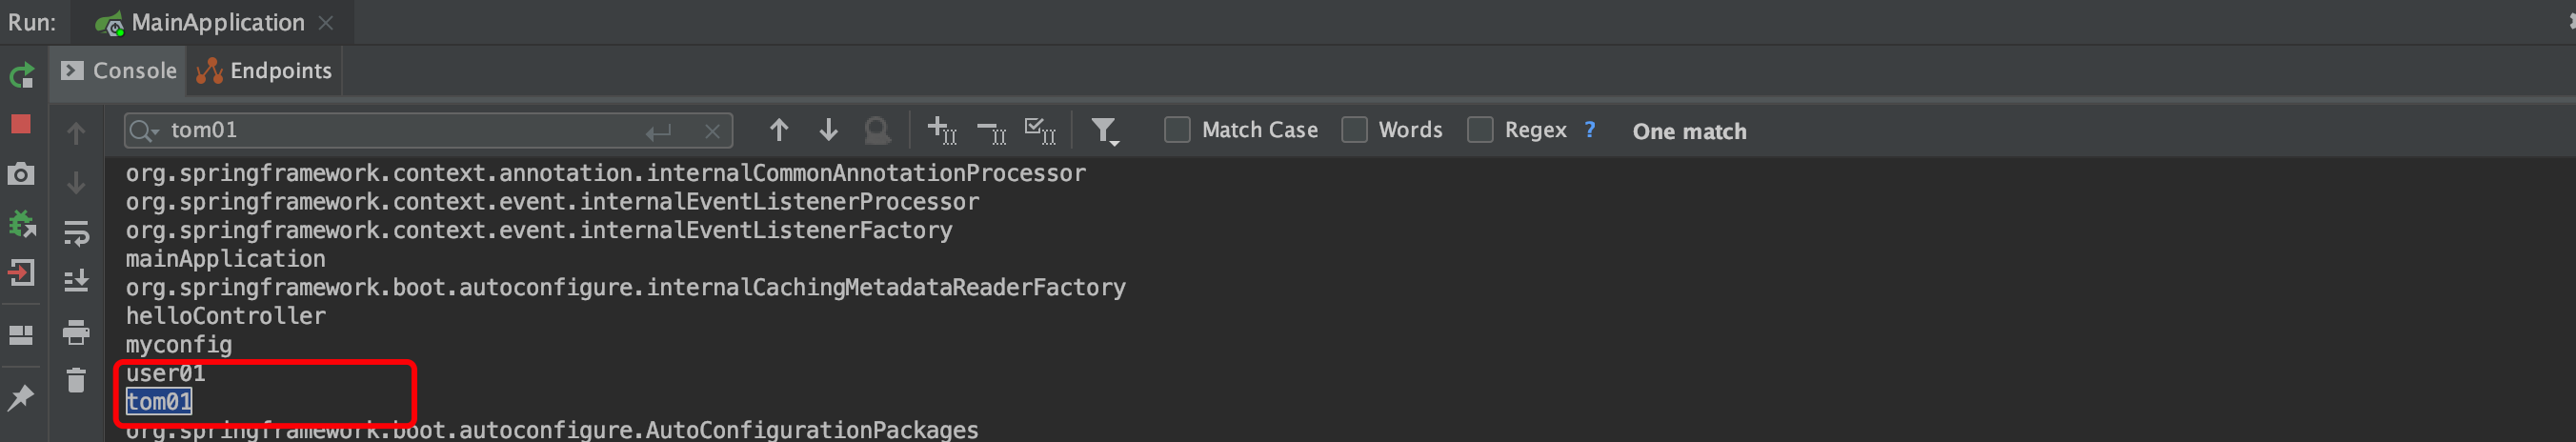 Run: MainApplication
Console Endpoints
tom01 Match Case Words Regex ? One match
org.springframework.context.annotation.internalCommonAnnotationProcessor
org.springframework.context.event.internalEventListenerProcessor
org.springframework.context.event.internalEventListenerFactory
mainApplication
org.springframework.boot.autoconfigure.internalCachingMetadataReaderFactory
helloController
myconfig
user01
tom01
org.springframework.boot.autoconfigure.AutoConfigurationPackages